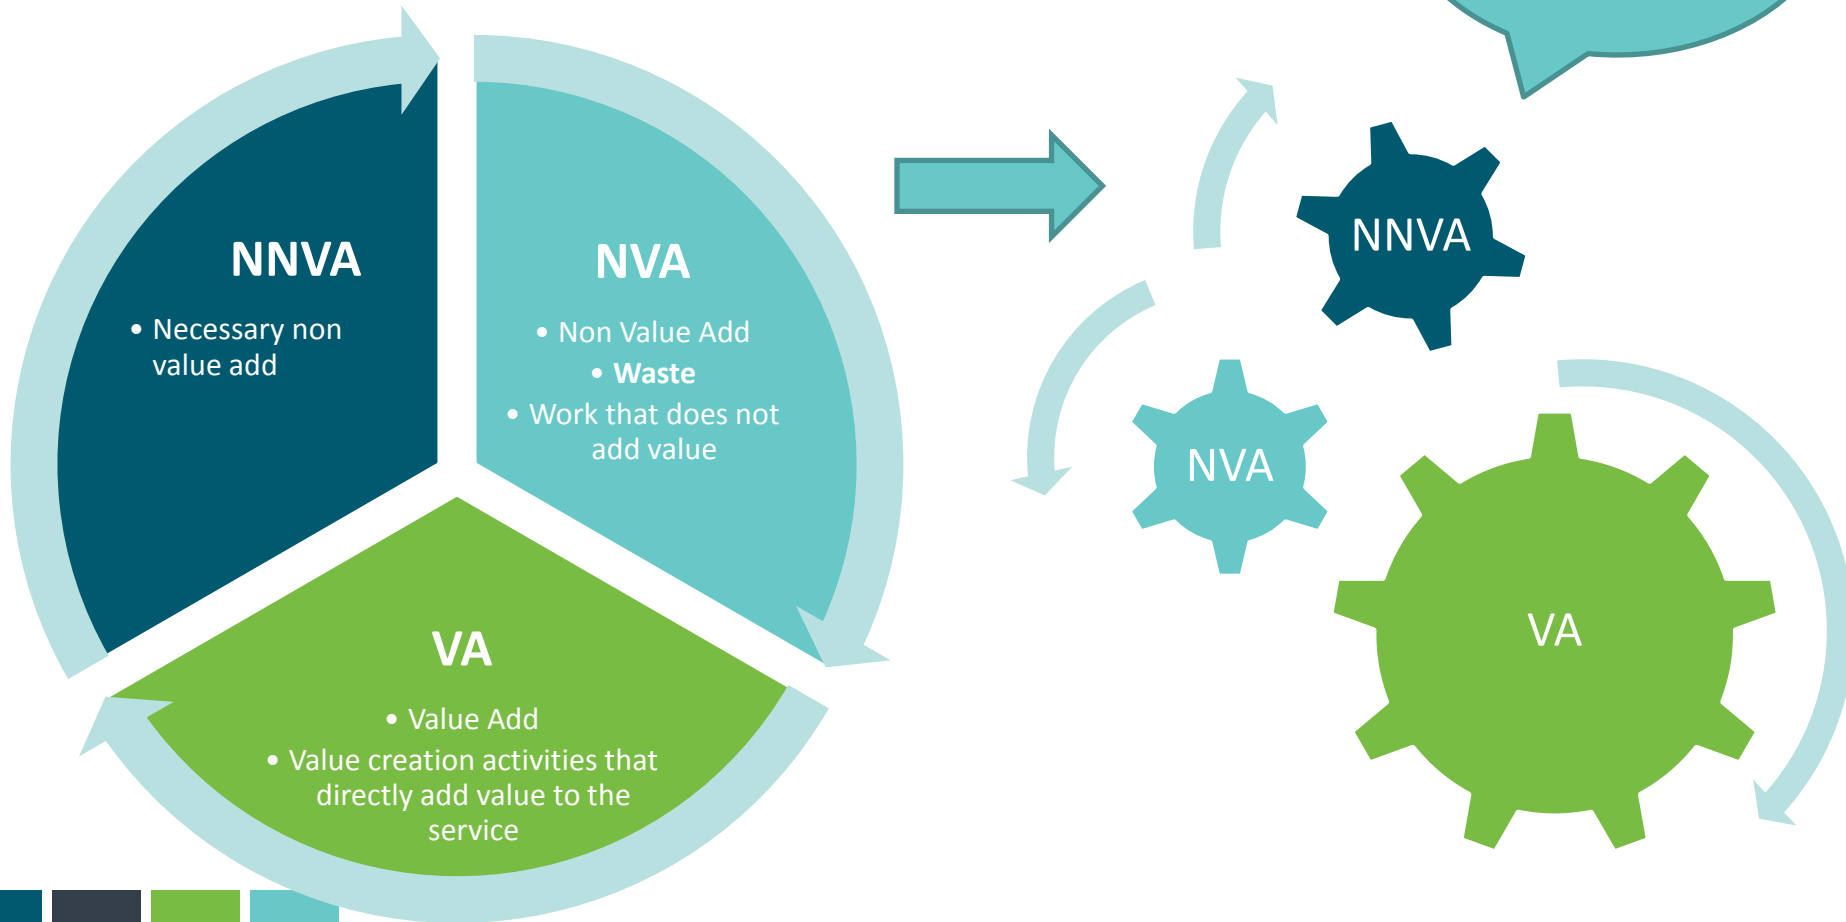 NNVA
• Necessary non
value add
NVA
• Non Value Add
• Waste
• Work that does not
add value
VA
• Value Add
• Value creation activities that
directly add value to the
service
NNVA
NVA
VA